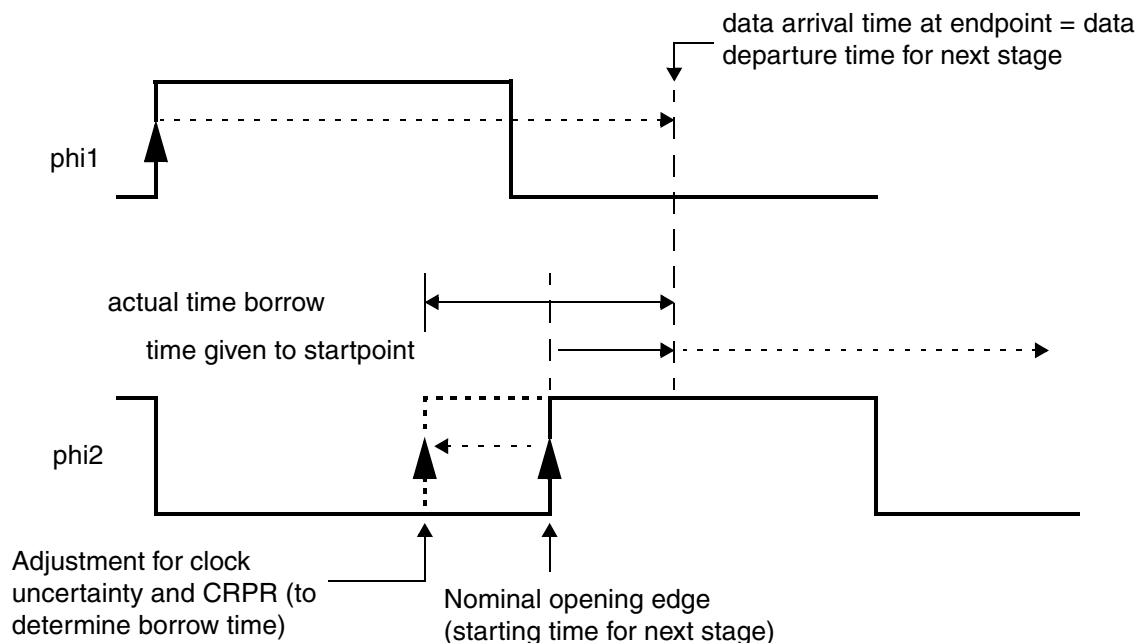 data arrival time at endpoint = data
departure time for next stage
phi1
actual time borrow
time given to startpoint
phi2
Adjustment for clock
uncertainty and CRPR (to
determine borrow time)
Nominal opening edge
(starting time for next stage)